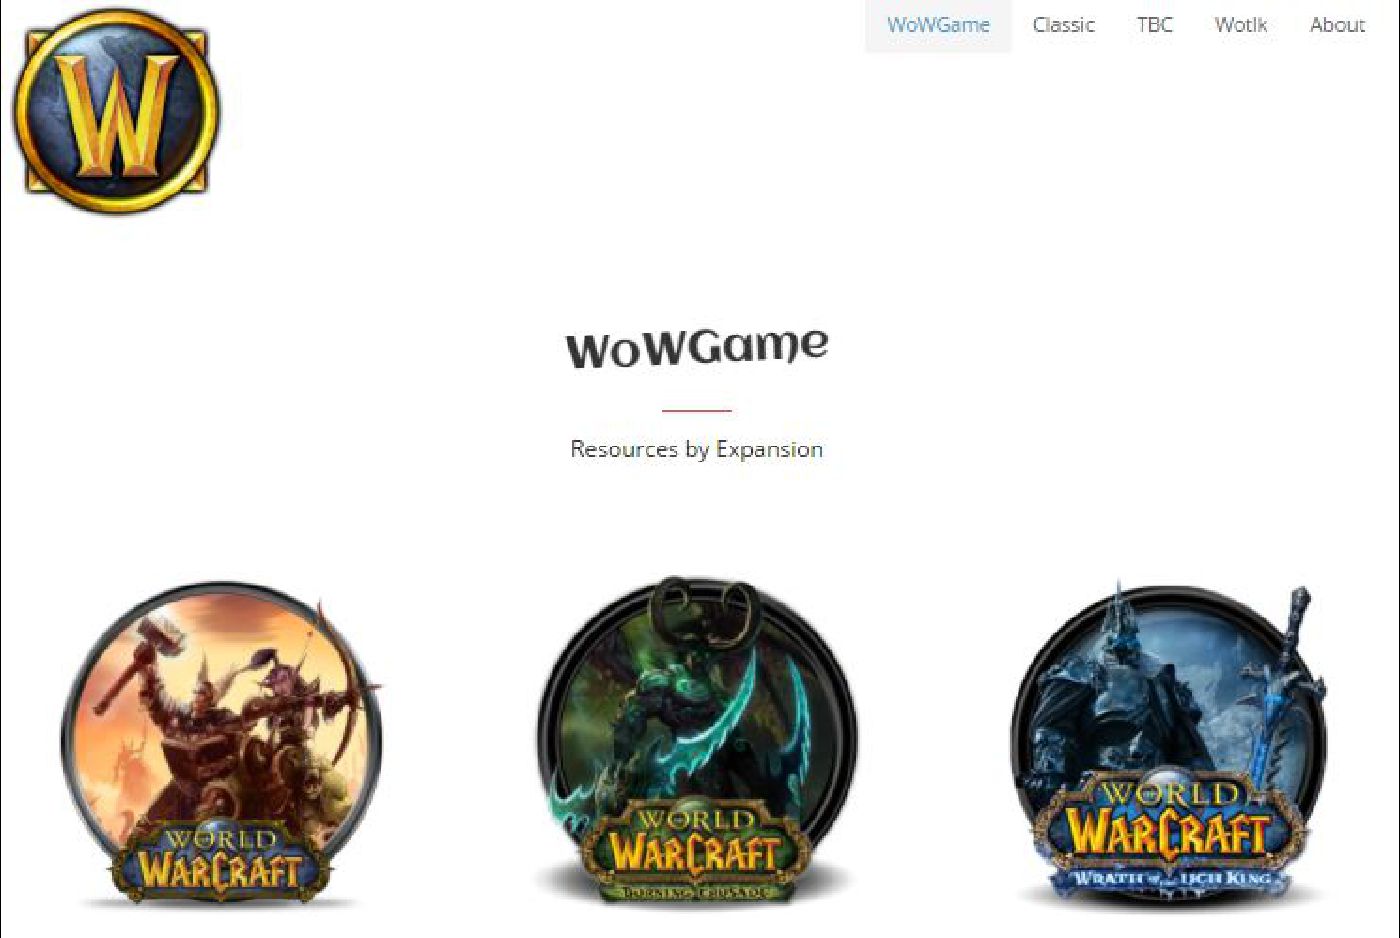 W
WoWGame Classic TBC Wotlk About
WoWGame
Resources by Expansion
WORLD
WARCRAFT
WORLD
WARCRAFT
BURNING CRUSADE
WORLD
WARCRAFT
WRATH OF THE LICH KING